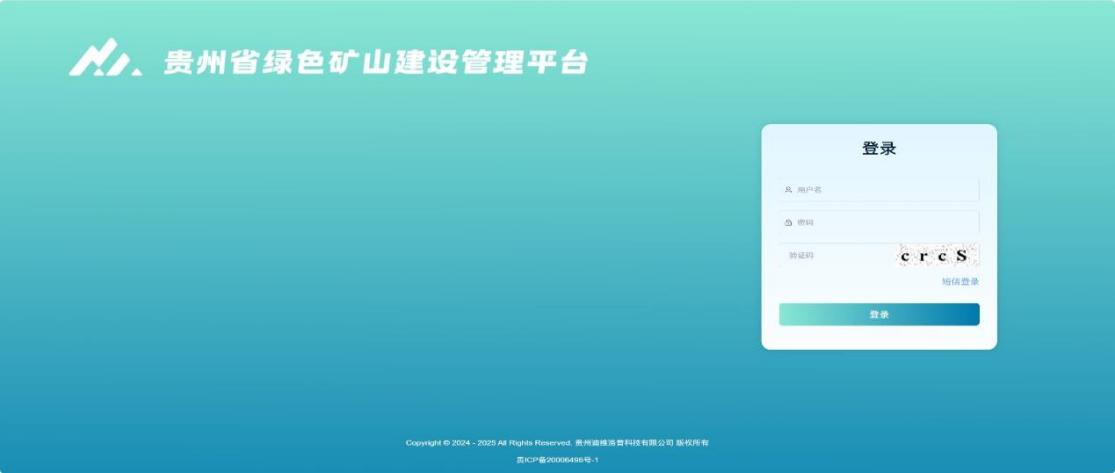 贵州省绿色矿山建设管理平台
登录
用户名
密码
验证码
crcS
短信登录
登录
Copyright © 2024 - 2025 All Rights Reserved. 贵州迪维洛普科技有限公司 版权所有
贵ICP备20006496号-1